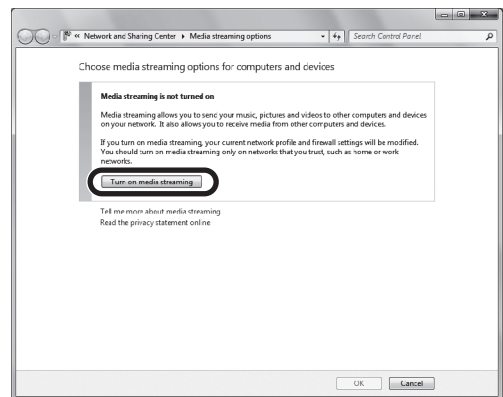 « Network and Sharing Center ▸ Media streaming options
Search Control Panel
Choose media streaming options for computers and devices
Media streaming is not turned on
Media streaming allows you to send your music, pictures and videos to other computers and devices
on your network. It also allows you to receive media from other computers and devices.
If you turn on media streaming, your current network profile and firewall settings will be modified.
You should turn on media streaming only on networks that you trust, such as home or work
networks.
Turn on media streaming
Tell me more about media streaming
Read the privacy statement online
OK Cancel